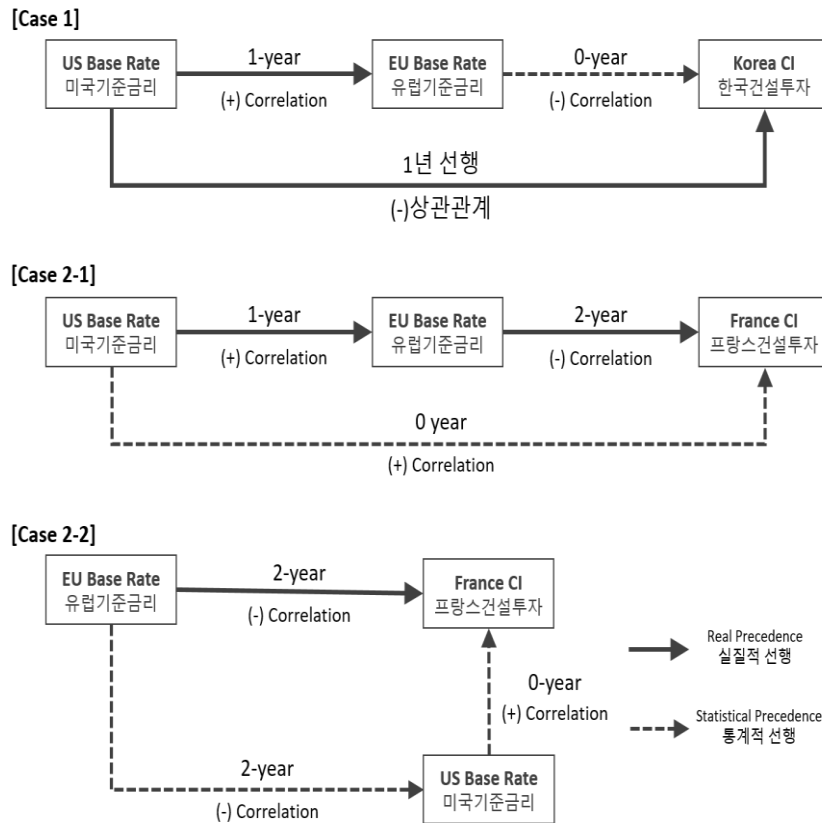 [Case 1]
US Base Rate
미국기준금리
1-year
(+) Correlation
EU Base Rate
유럽기준금리
0-year
(-) Correlation
Korea CI
한국건설투자
1년 선행
(-)상관관계
[Case 2-1]
US Base Rate
미국기준금리
1-year
(+) Correlation
EU Base Rate
유럽기준금리
2-year
(-) Correlation
France CI
프랑스건설투자
0 year
(+) Correlation
[Case 2-2]
EU Base Rate
유럽기준금리
2-year
(-) Correlation
France CI
프랑스건설투자
0-year
(+) Correlation
2-year
(-) Correlation
US Base Rate
미국기준금리
Real Precedence
실질적 선행
Statistical Precedence
통계적 선행